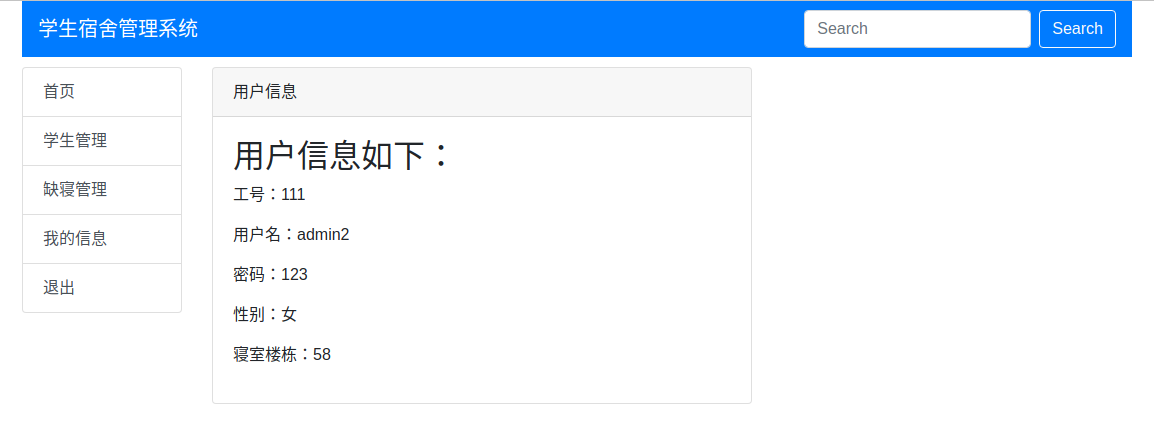 学生宿舍管理系统
Search
Search
首页
学生管理
缺寝管理
我的信息
退出
用户信息
用户信息如下：
工号：111
用户名：admin2
密码：123
性别：女
寝室楼栋：58